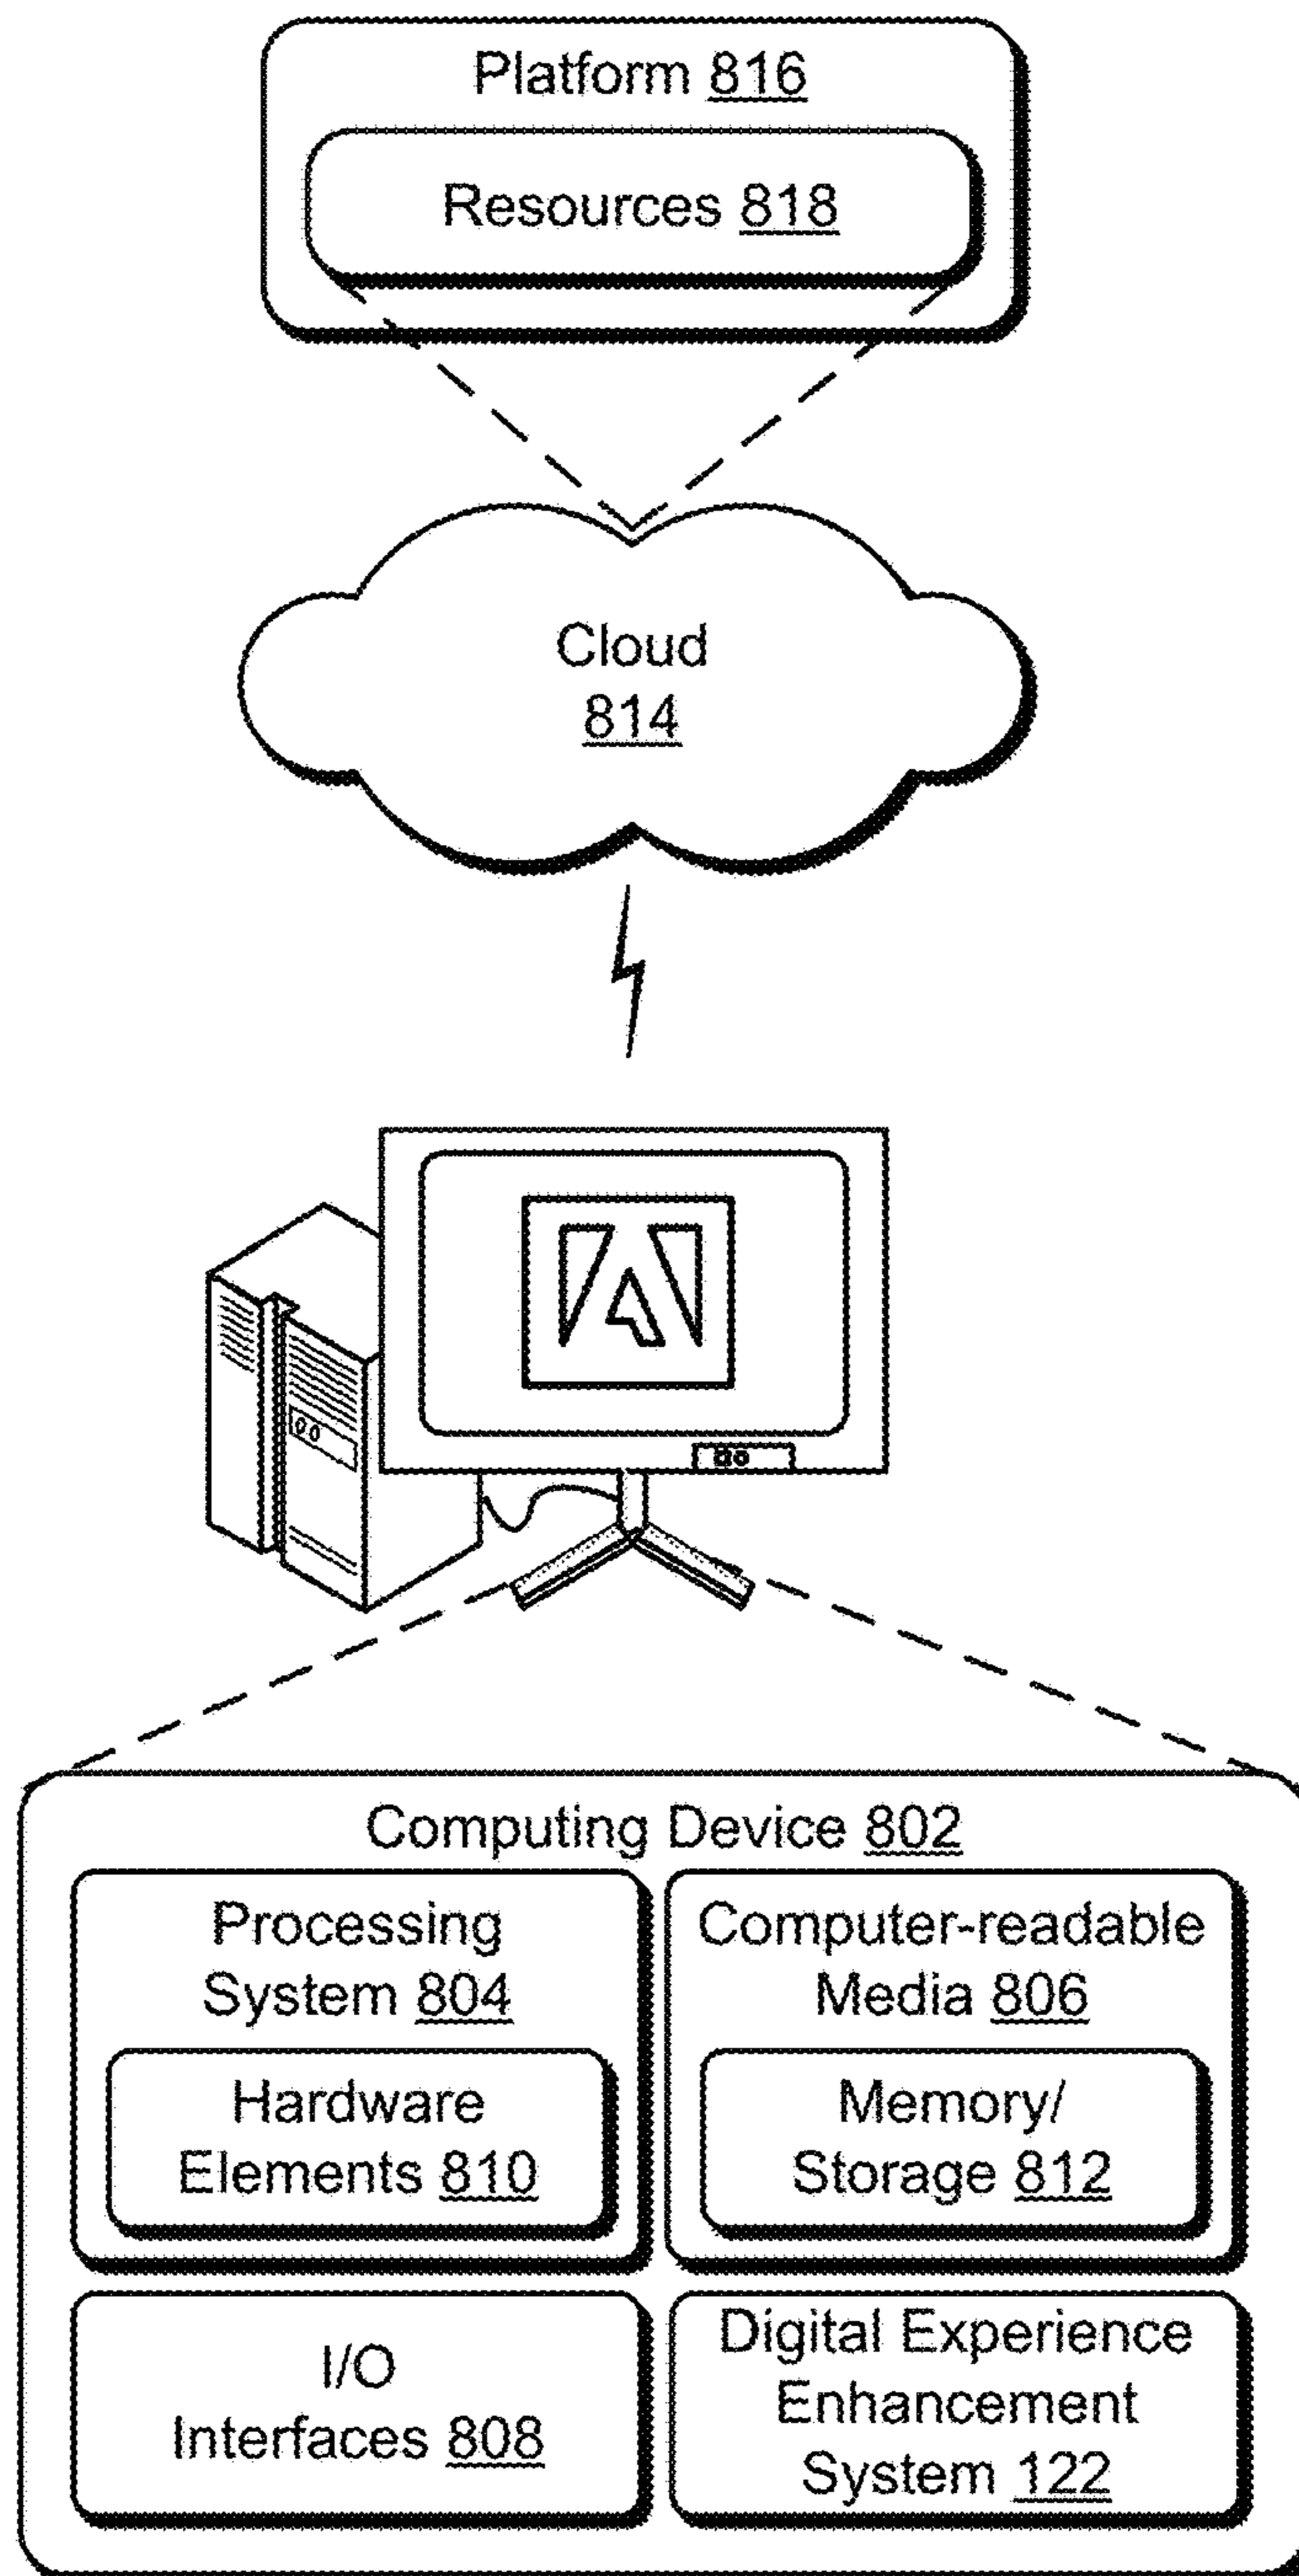 Platform 816
Resources 818
Cloud
814
Computing Device 802
Processing
System 804
Hardware
Elements 810
Computer-readable
Media 806
Memory/
Storage 812
I/O
Interfaces 808
Digital Experience
Enhancement
System 122